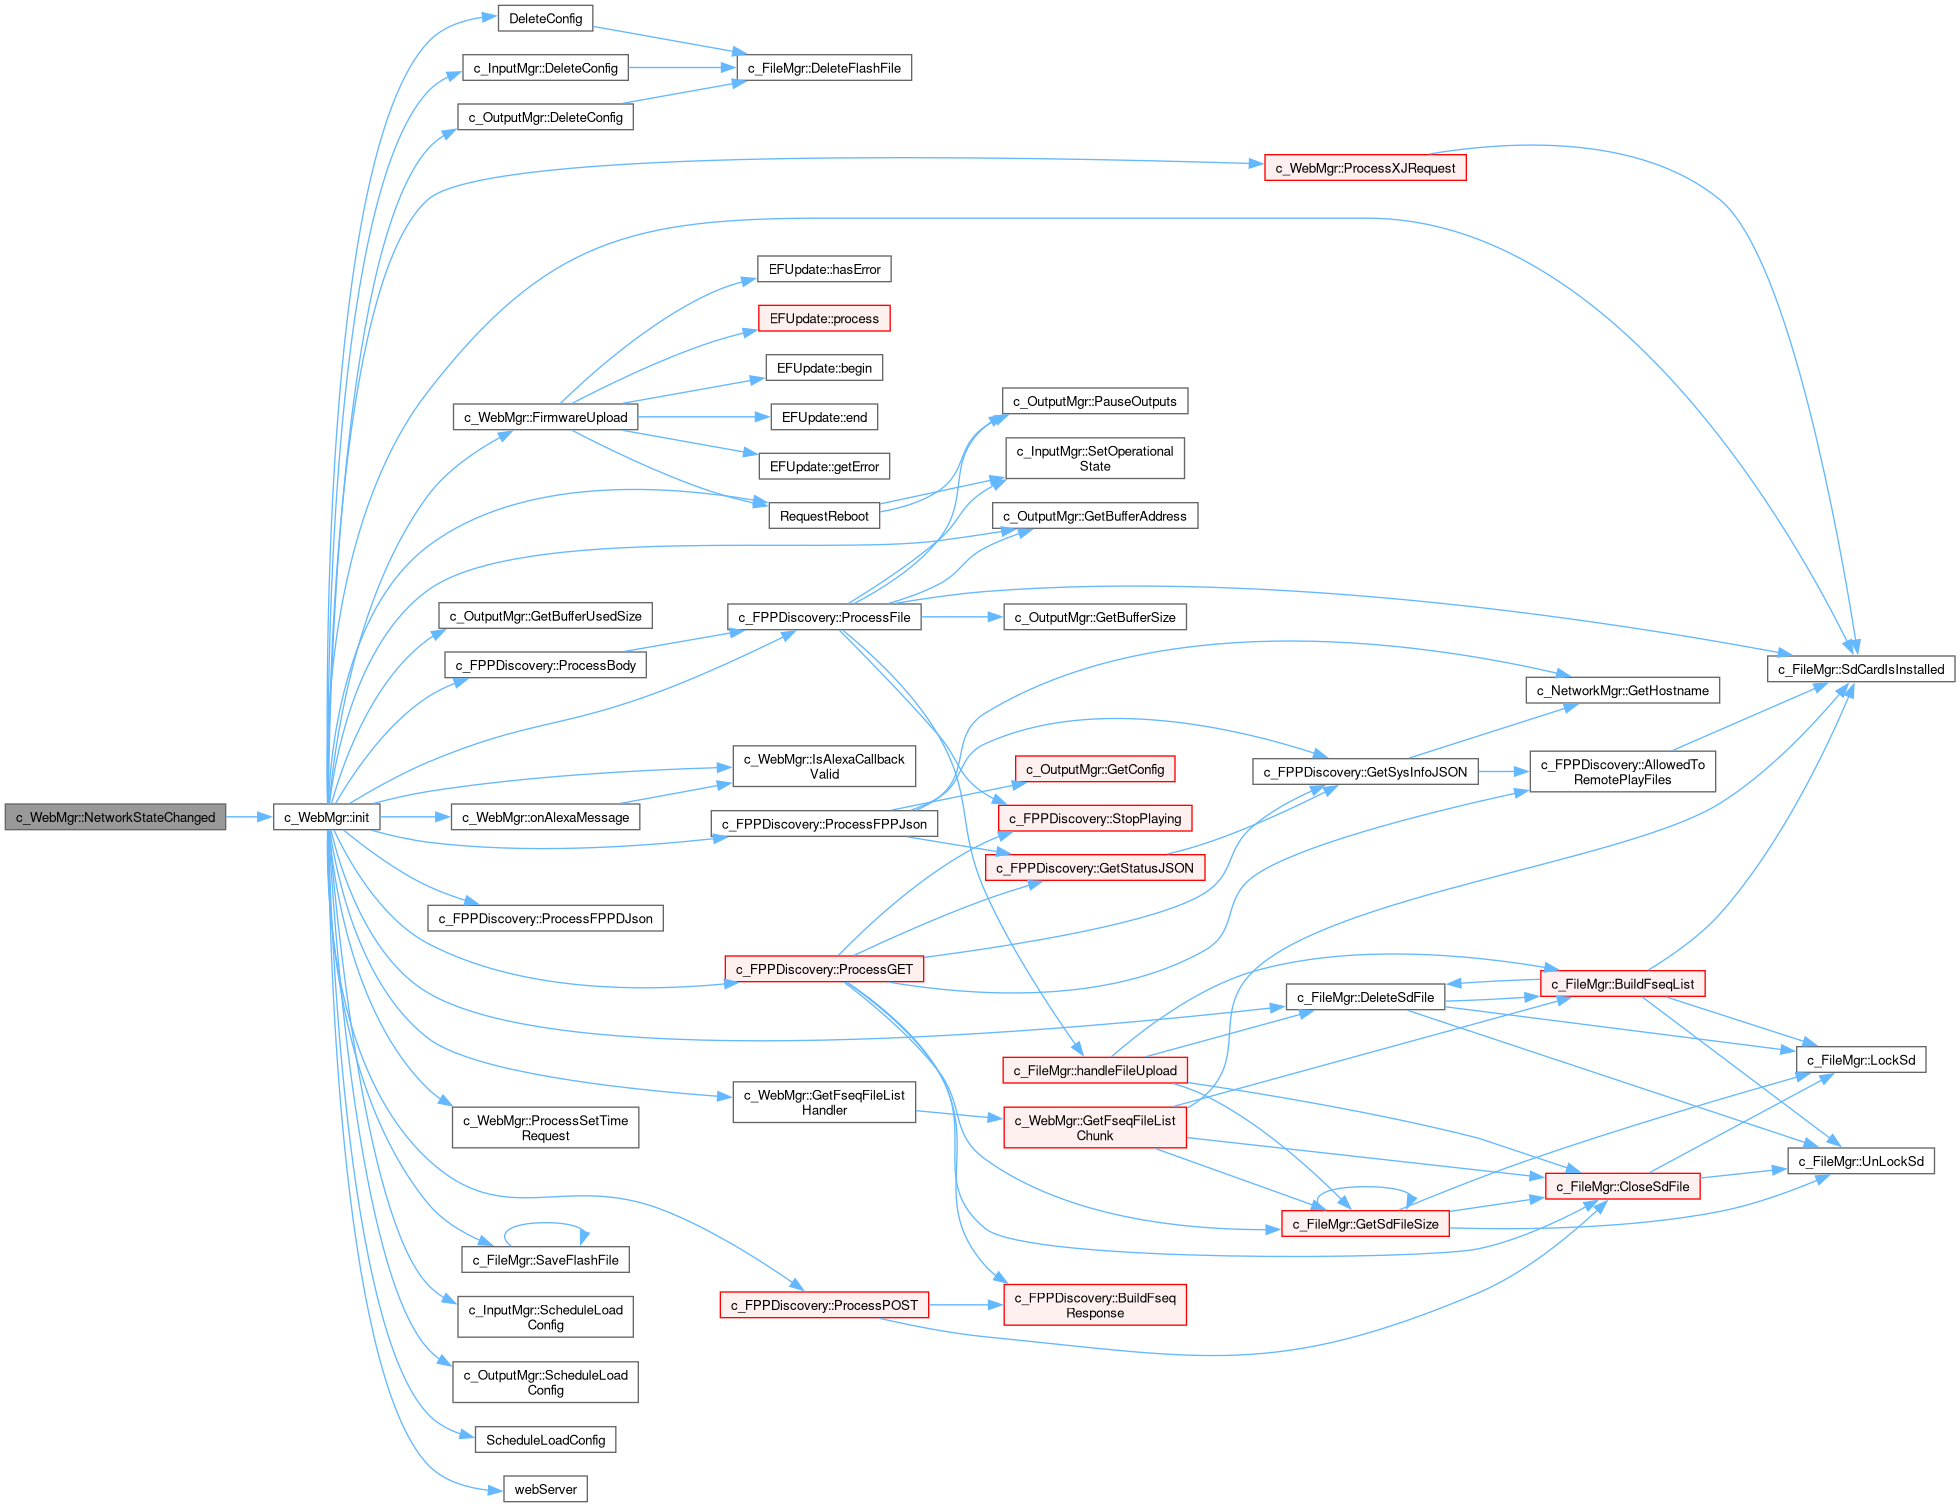 DeleteConfig
c_InputMgr::DeleteConfig
c_FileMgr::DeleteFlashFile
c_OutputMgr::DeleteConfig
c_WebMgr::ProcessXJRequest
EFUpdate::hasError
EFUpdate::process
EFUpdate::begin
c_OutputMgr::PauseOutputs
c_WebMgr::FirmwareUpload
EFUpdate::end
c_InputMgr::SetOperational
State
EFUpdate::getError
RequestReboot
c_OutputMgr::GetBufferAddress
c_OutputMgr::GetBufferUsedSize
c_FPPDiscovery::ProcessFile
c_OutputMgr::GetBufferSize
c_FPPDiscovery::ProcessBody
c_FileMgr::SdCardIsInstalled
c_NetworkMgr::GetHostname
c_WebMgr::IsAlexaCallback
Valid
c_OutputMgr::GetConfig
c_FPPDiscovery::GetSysInfoJSON
c_FPPDiscovery::AllowedTo
RemotePlayFiles
c_WebMgr::NetworkStateChanged
c_WebMgr::init
c_WebMgr::onAlexaMessage
c_FPPDiscovery::ProcessFPPJson
c_FPPDiscovery::StopPlaying
c_FPPDiscovery::GetStatusJSON
c_FPPDiscovery::ProcessFPPDJson
c_FPPDiscovery::ProcessGET
c_FileMgr::BuildFseqList
c_FileMgr::DeleteSdFile
c_FileMgr::LockSd
c_FileMgr::handleFileUpload
c_WebMgr::GetFseqFileList
Handler
c_WebMgr::ProcessSetTime
Request
c_WebMgr::GetFseqFileList
Chunk
c_FileMgr::UnLockSd
c_FileMgr::CloseSdFile
c_FileMgr::GetSdFileSize
c_FileMgr::SaveFlashFile
c_FPPDiscovery::ProcessPOST
c_FPPDiscovery::BuildFseq
Response
c_InputMgr::ScheduleLoad
Config
c_OutputMgr::ScheduleLoad
Config
ScheduleLoadConfig
webServer